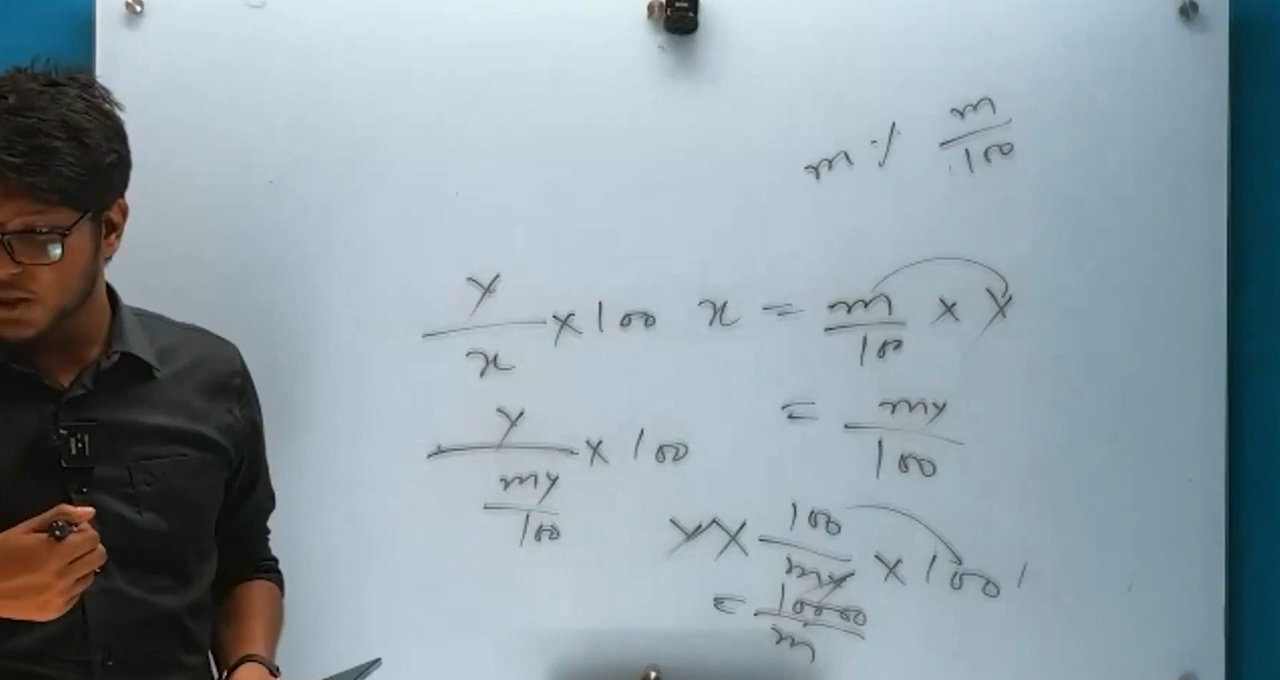 m % m/100
y/x × 100 x = m/100 × y
= my/100
y/(my/100) × 100
y × 100/my × 100
= 10000/m